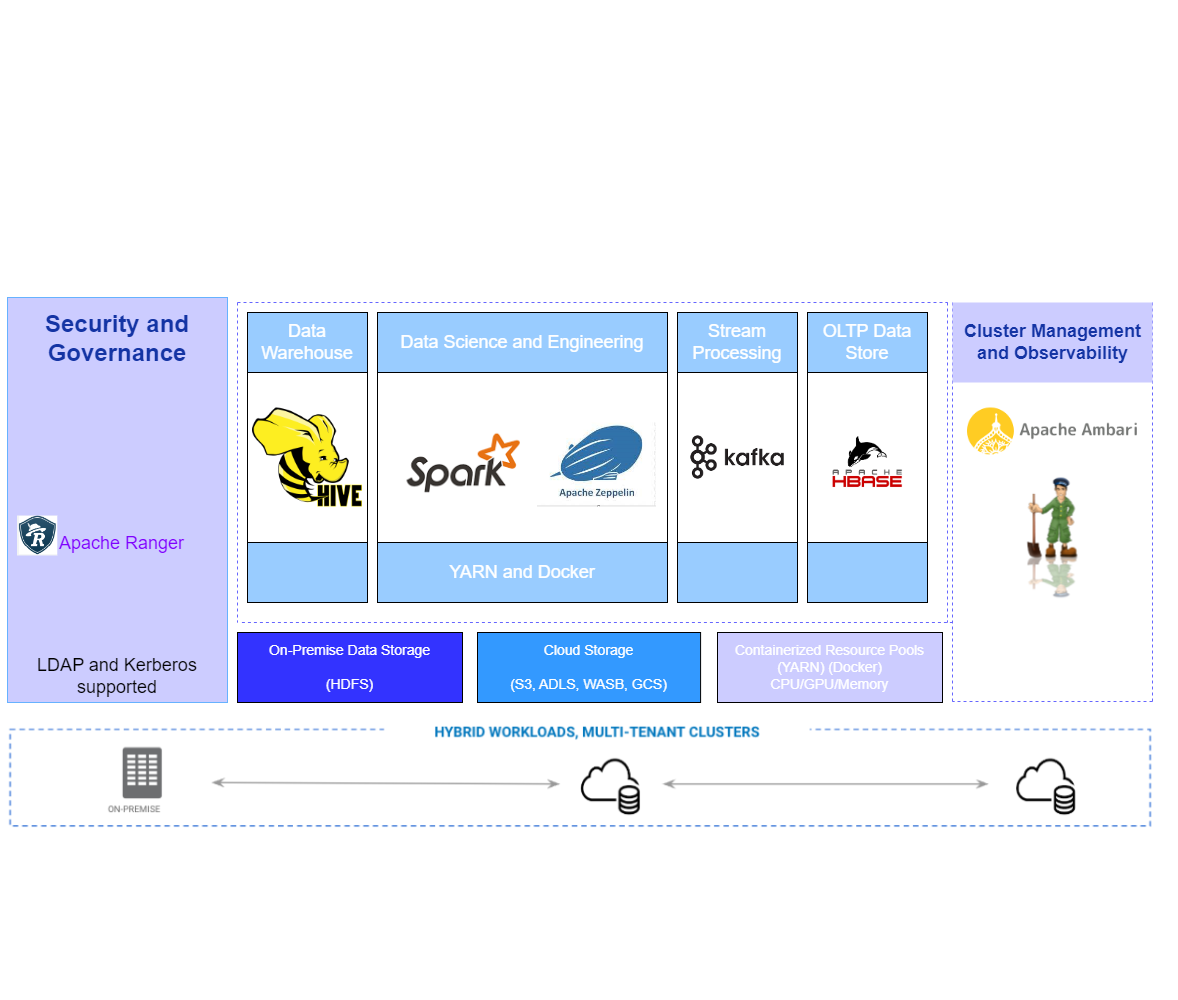 Security and
Governance
Apache Ranger
LDAP and Kerberos
supported
Data
Warehouse
HIVE
Data Science and Engineering
Spark
Apache Zeppelin
YARN and Docker
Stream
Processing
kafka
OLTP Data
Store
APACHE
HBASE
Cluster Management
and Observability
Apache Ambari
On-Premise Data Storage
(HDFS)
Cloud Storage
(S3, ADLS, WASB, GCS)
Containerized Resource Pools
(YARN) (Docker)
CPU/GPU/Memory
HYBRID WORKLOADS, MULTI-TENANT CLUSTERS
ON-PREMISE